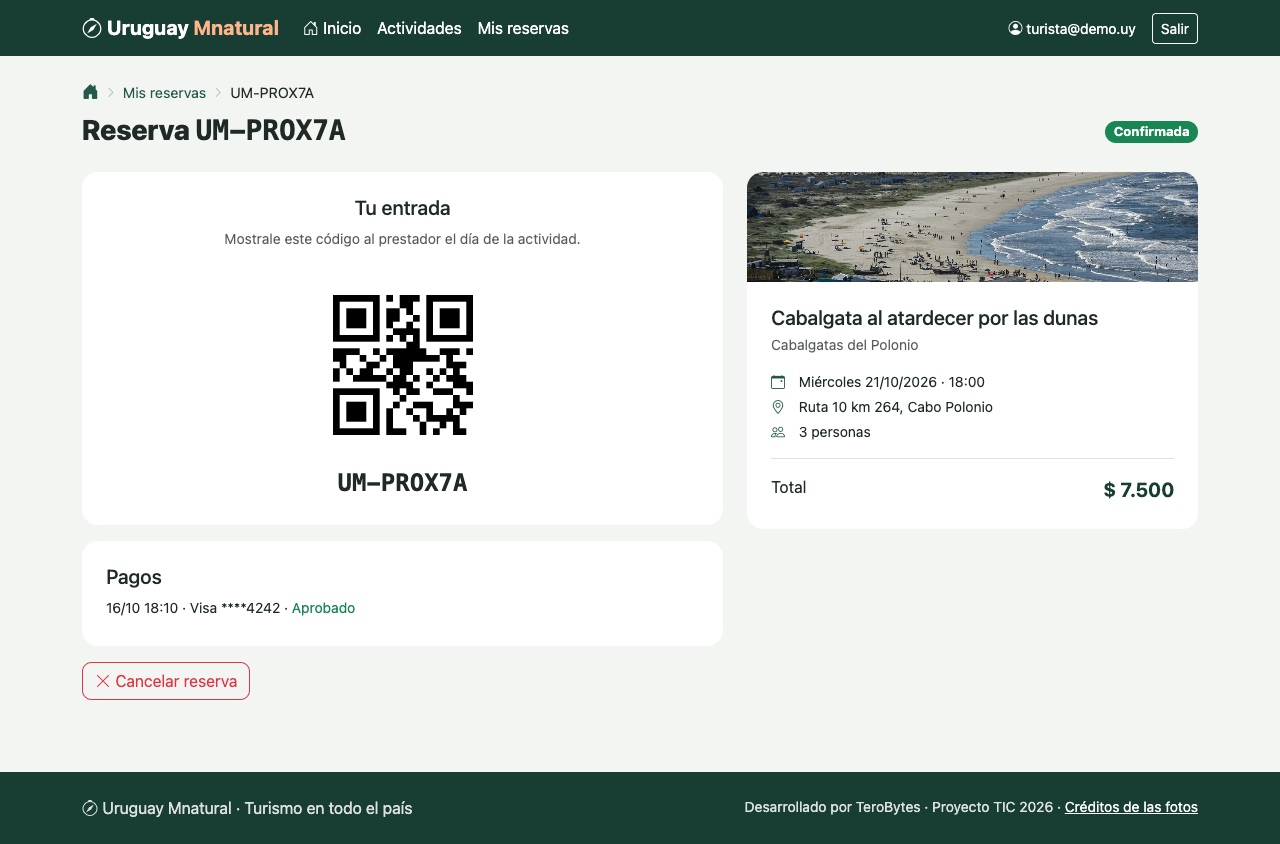 Uruguay Mnatural
Inicio
Actividades
Mis reservas
turista@demo.uy
Salir
Mis reservas
UM-PROX7A
Reserva UM-PROX7A
Confirmada
Tu entrada
Mostrale este código al prestador el día de la actividad.
UM-PROX7A
Pagos
16/10 18:10 · Visa ****4242 · Aprobado
Cancelar reserva
Cabalgata al atardecer por las dunas
Cabalgatas del Polonio
Miércoles 21/10/2026 · 18:00
Ruta 10 km 264, Cabo Polonio
3 personas
Total
$ 7.500
Uruguay Mnatural · Turismo en todo el país
Desarrollado por TeroBytes · Proyecto TIC 2026 · Créditos de las fotos